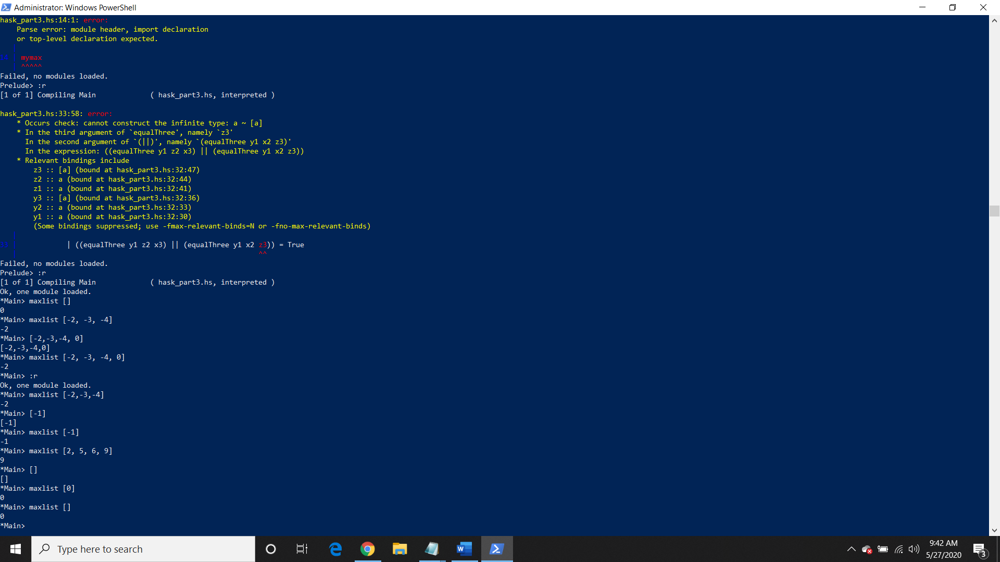 Administrator: Windows PowerShell
hask_part3.hs:14:1: error:
    Parse error: module header, import declaration
    or top-level declaration expected.
14 | mymax
     ^^^^^
Failed, no modules loaded.
Prelude> :r
[1 of 1] Compiling Main             ( hask_part3.hs, interpreted )
hask_part3.hs:33:58: error:
    * Occurs check: cannot construct the infinite type: a ~ [a]
    * In the third argument of `equalThree', namely `z3'
      In the second argument of `(||)', namely `(equalThree y1 x2 z3)'
      In the expression: ((equalThree y1 z2 x3) || (equalThree y1 x2 z3))
    * Relevant bindings include
        z3 :: [a] (bound at hask_part3.hs:32:47)
        z2 :: a (bound at hask_part3.hs:32:44)
        z1 :: a (bound at hask_part3.hs:32:41)
        y3 :: [a] (bound at hask_part3.hs:32:36)
        y2 :: a (bound at hask_part3.hs:32:33)
        y1 :: a (bound at hask_part3.hs:32:30)
        (Some bindings suppressed; use -fmax-relevant-binds=N or -fno-max-relevant-binds)
33 |            | ((equalThree y1 z2 x3) || (equalThree y1 x2 z3)) = True
                                                              ^^
Failed, no modules loaded.
Prelude> :r
[1 of 1] Compiling Main             ( hask_part3.hs, interpreted )
Ok, one module loaded.
*Main> maxlist []
0
*Main> maxlist [-2, -3, -4]
-2
*Main> [-2,-3,-4, 0]
[-2,-3,-4,0]
*Main> maxlist [-2, -3, -4, 0]
-2
*Main> :r
Ok, one module loaded.
*Main> maxlist [-2,-3,-4]
-2
*Main> [-1]
[-1]
*Main> maxlist [-1]
-1
*Main> maxlist [2, 5, 6, 9]
9
*Main> []
[]
*Main> maxlist [0]
0
*Main> maxlist []
0
*Main>
Type here to search
9:42 AM
5/27/2020
3